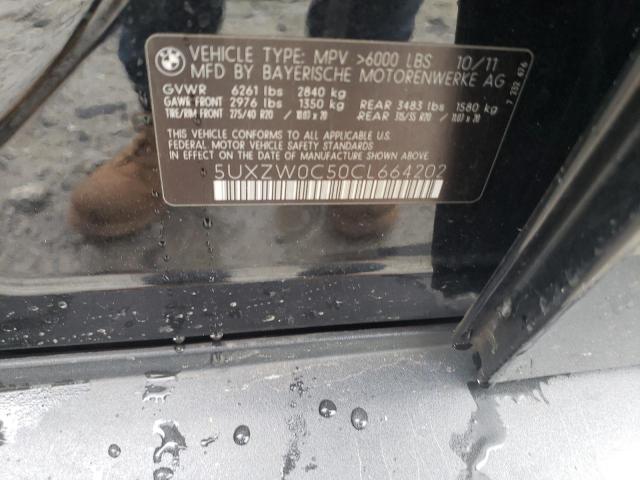 VEHICLE TYPE: MPV >6000 LBS 10/11
MFD BY BAYERISCHE MOTORENWERKE AG
GVWR 6261 lbs 2840 kg
GAWR FRONT 2976 lbs 1350 kg REAR 3483 lbs 1580 kg
TIRE/RIM FRONT 275/40 R20 //10.0J x 20 REAR 315/35 R20 //11.0J x 20
THIS VEHICLE CONFORMS TO ALL APPLICABLE U.S.
FEDERAL MOTOR VEHICLE SAFETY STANDARDS IN EFFECT
ON THE DATE OF MANUFACTURE SHOWN ABOVE
5UXZW0C50CL664202
7 232 676